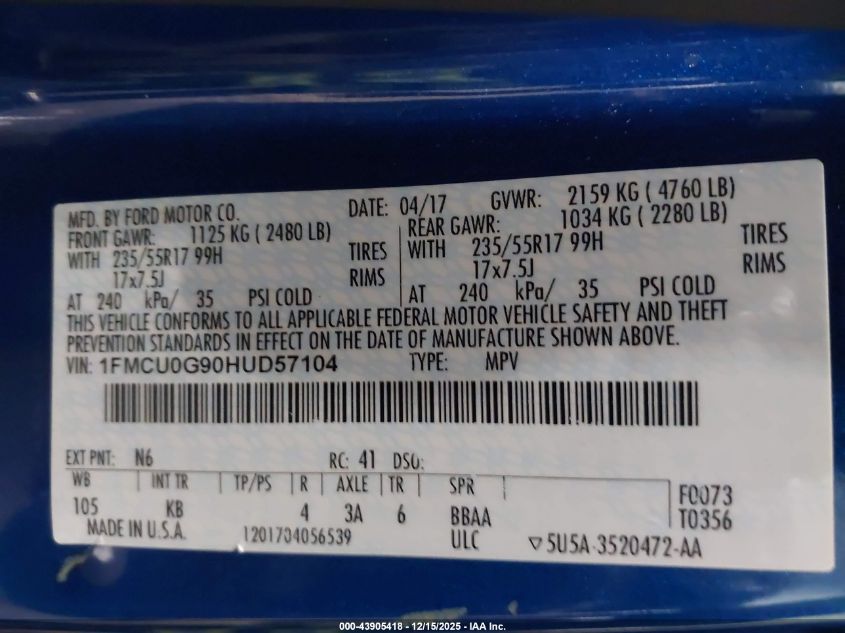 MFD. BY FORD MOTOR CO. DATE: 04/17 GVWR: 2159 KG ( 4760 LB)
FRONT GAWR: 1125 KG ( 2480 LB) REAR GAWR: 1034 KG ( 2280 LB)
WITH 235/55R17 99H TIRES WITH 235/55R17 99H TIRES
17x7.5J RIMS 17x7.5J RIMS
AT 240 kPa/ 35 PSI COLD AT 240 kPa/ 35 PSI COLD
THIS VEHICLE CONFORMS TO ALL APPLICABLE FEDERAL MOTOR VEHICLE SAFETY AND THEFT
PREVENTION STANDARDS IN EFFECT ON THE DATE OF MANUFACTURE SHOWN ABOVE.
VIN: 1FMCU0G90HUD57104 TYPE: MPV
EXT PNT: N6 RC: 41 DSO:
WB INT TR TP/PS R AXLE TR SPR F0073
105 KB 4 3A 6 BBAA T0356
MADE IN U.S.A. 1201704056539 ULC ▽5U5A-3520472-AA
000-43905418 - 12/15/2025 - IAA Inc.